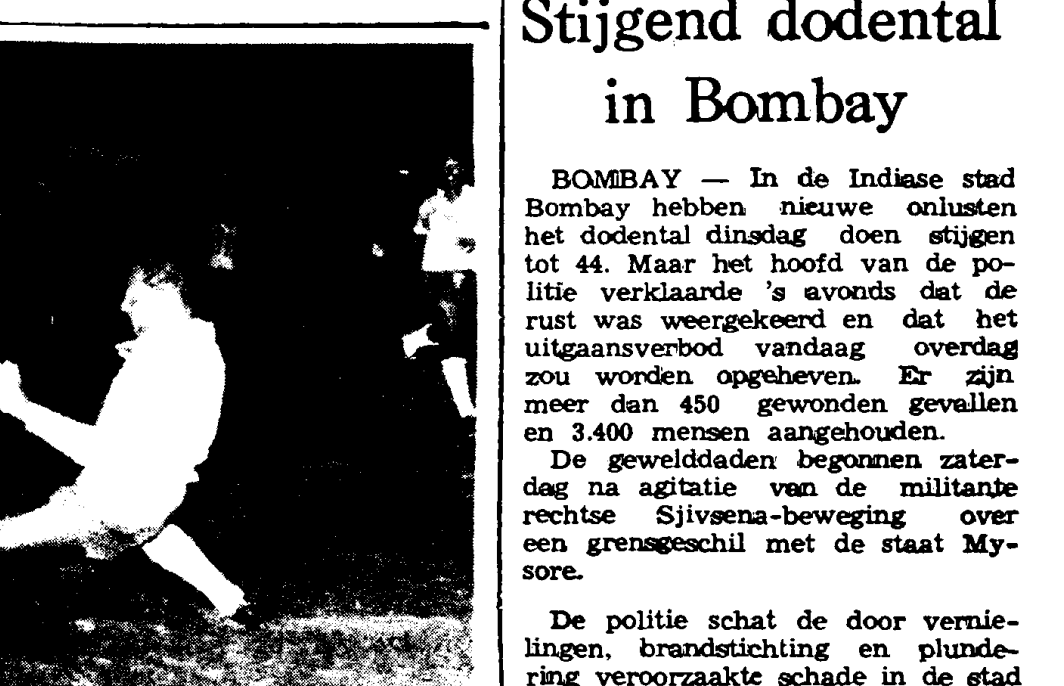 Stijgend dodental
in Bombay
BOMBAY — In de Indiase stad
Bombay hebben nieuwe onlusten
het dodental dinsdag doen stijgen
tot 44. Maar het hoofd van de po-
litie verklaarde 's avonds dat de
rust was weergekeerd en dat het
uitgaansverbod vandaag overdag
zou worden opgeheven. Er zijn
meer dan 450 gewonden gevallen
en 3.400 mensen aangehouden.
De gewelddaden begonnen zater-
dag na agitatie van de militante
rechtse Sjivsena-beweging over
een grensgeschil met de staat My-
sore.
De politie schat de door vernie-
lingen, brandstichting en plunde-
ring veroorzaakte schade in de stad